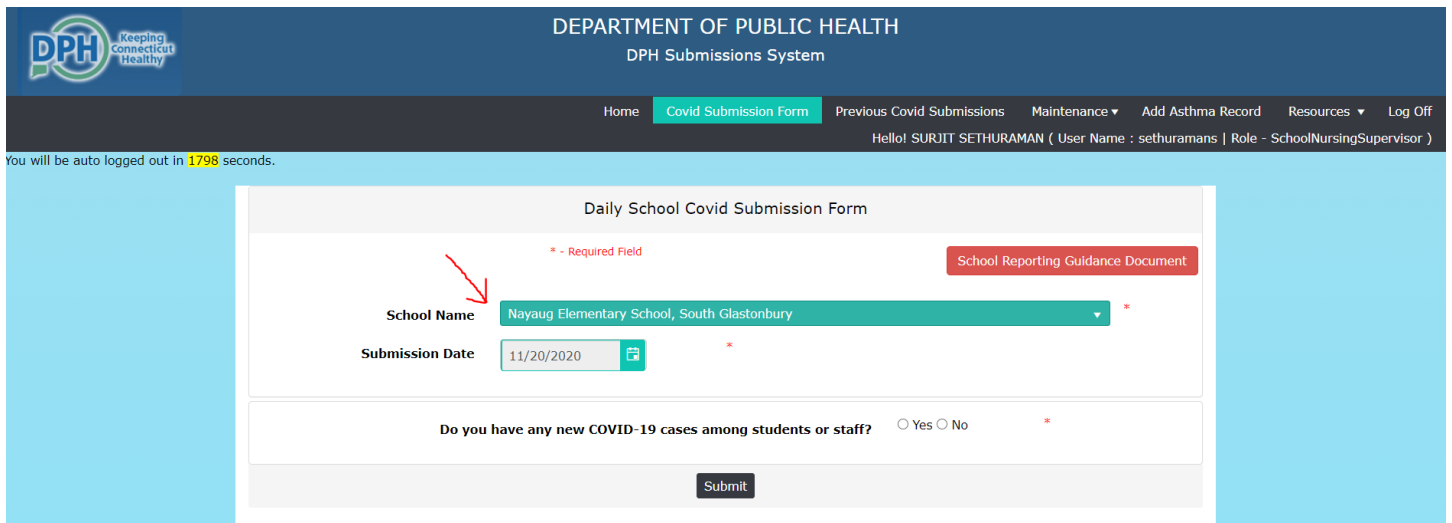 DPH Keeping
Connecticut
Healthy
DEPARTMENT OF PUBLIC HEALTH
DPH Submissions System
Home Covid Submission Form Previous Covid Submissions Maintenance ▾ Add Asthma Record Resources ▾ Log Off
Hello! SURJIT SETHURAMAN ( User Name : sethuramans | Role - SchoolNursingSupervisor )
You will be auto logged out in 1798 seconds.
Daily School Covid Submission Form
* - Required Field
School Reporting Guidance Document
School Name Nayaug Elementary School, South Glastonbury *
Submission Date 11/20/2020 *
Do you have any new COVID-19 cases among students or staff? Yes No *
Submit